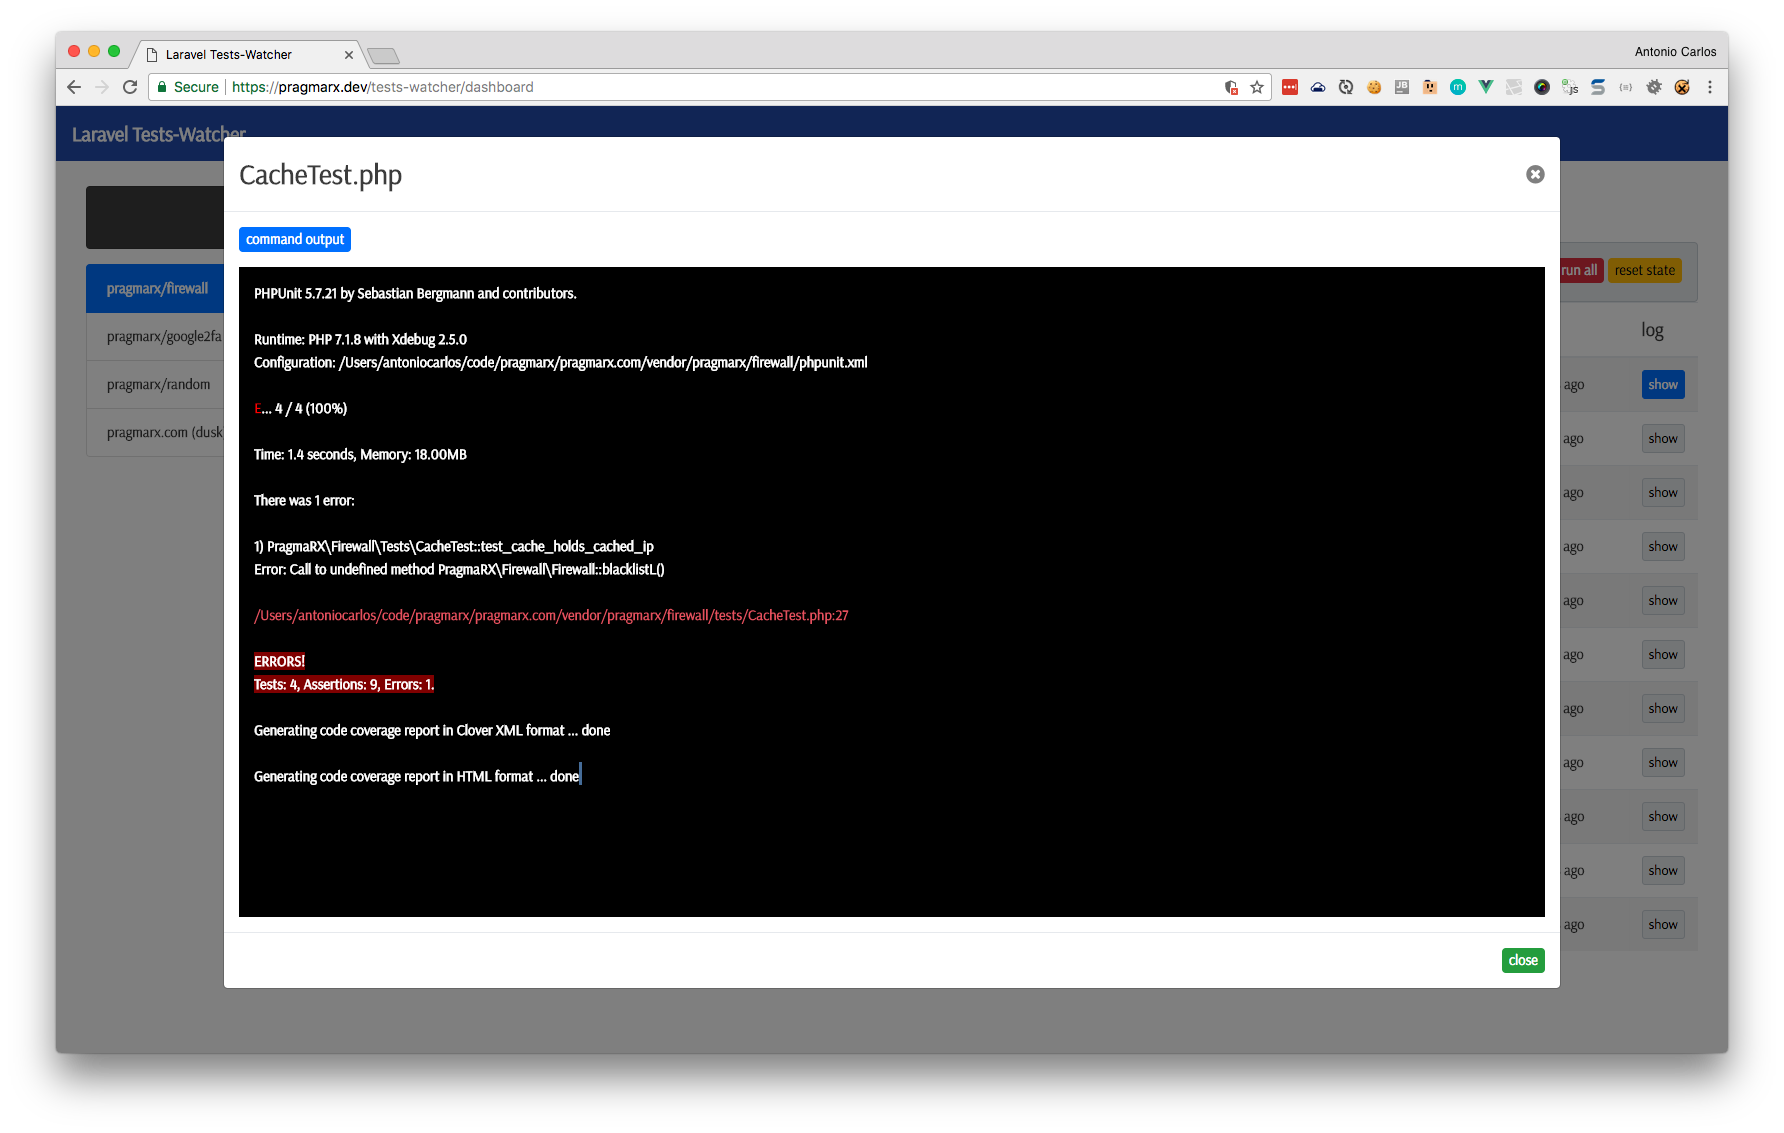 Laravel Tests-Watcher
Antonio Carlos
Secure
https://pragmarx.dev/tests-watcher/dashboard
Laravel Tests-Watcher
CacheTest.php
command output
pragmarx/firewall
pragmarx/google2fa
pragmarx/random
pragmarx.com (dusk
run all
reset state
log
PHPUnit 5.7.21 by Sebastian Bergmann and contributors.
Runtime: PHP 7.1.8 with Xdebug 2.5.0
Configuration: /Users/antoniocarlos/code/pragmarx/pragmarx.com/vendor/pragmarx/firewall/phpunit.xml
E... 4 / 4 (100%)
Time: 1.4 seconds, Memory: 18.00MB
There was 1 error:
1) PragmaRX\Firewall\Tests\CacheTest::test_cache_holds_cached_ip
Error: Call to undefined method PragmaRX\Firewall\Firewall::blacklistL()
/Users/antoniocarlos/code/pragmarx/pragmarx.com/vendor/pragmarx/firewall/tests/CacheTest.php:27
ERRORS!
Tests: 4, Assertions: 9, Errors: 1.
Generating code coverage report in Clover XML format ... done
Generating code coverage report in HTML format ... done
ago show
ago show
ago show
ago show
ago show
ago show
ago show
ago show
ago show
ago show
ago show
close